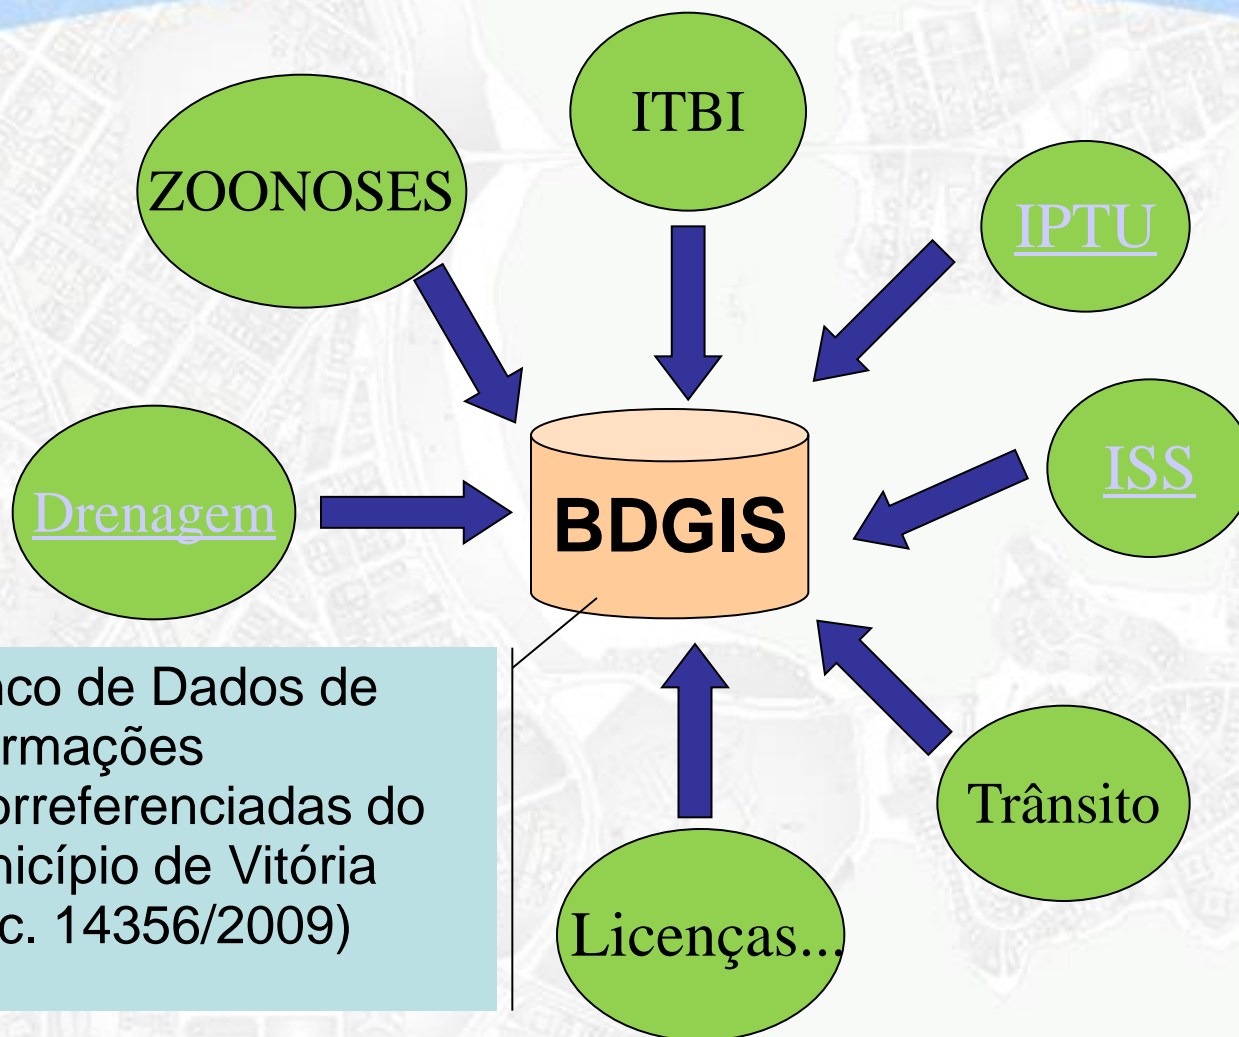 ITBI
ZOONOSES
IPTU
ISS
Drenagem
BDGIS
nco de Dados de
rmações
orreferenciadas do
nicípio de Vitória
c. 14356/2009)
Trânsito
Licenças...